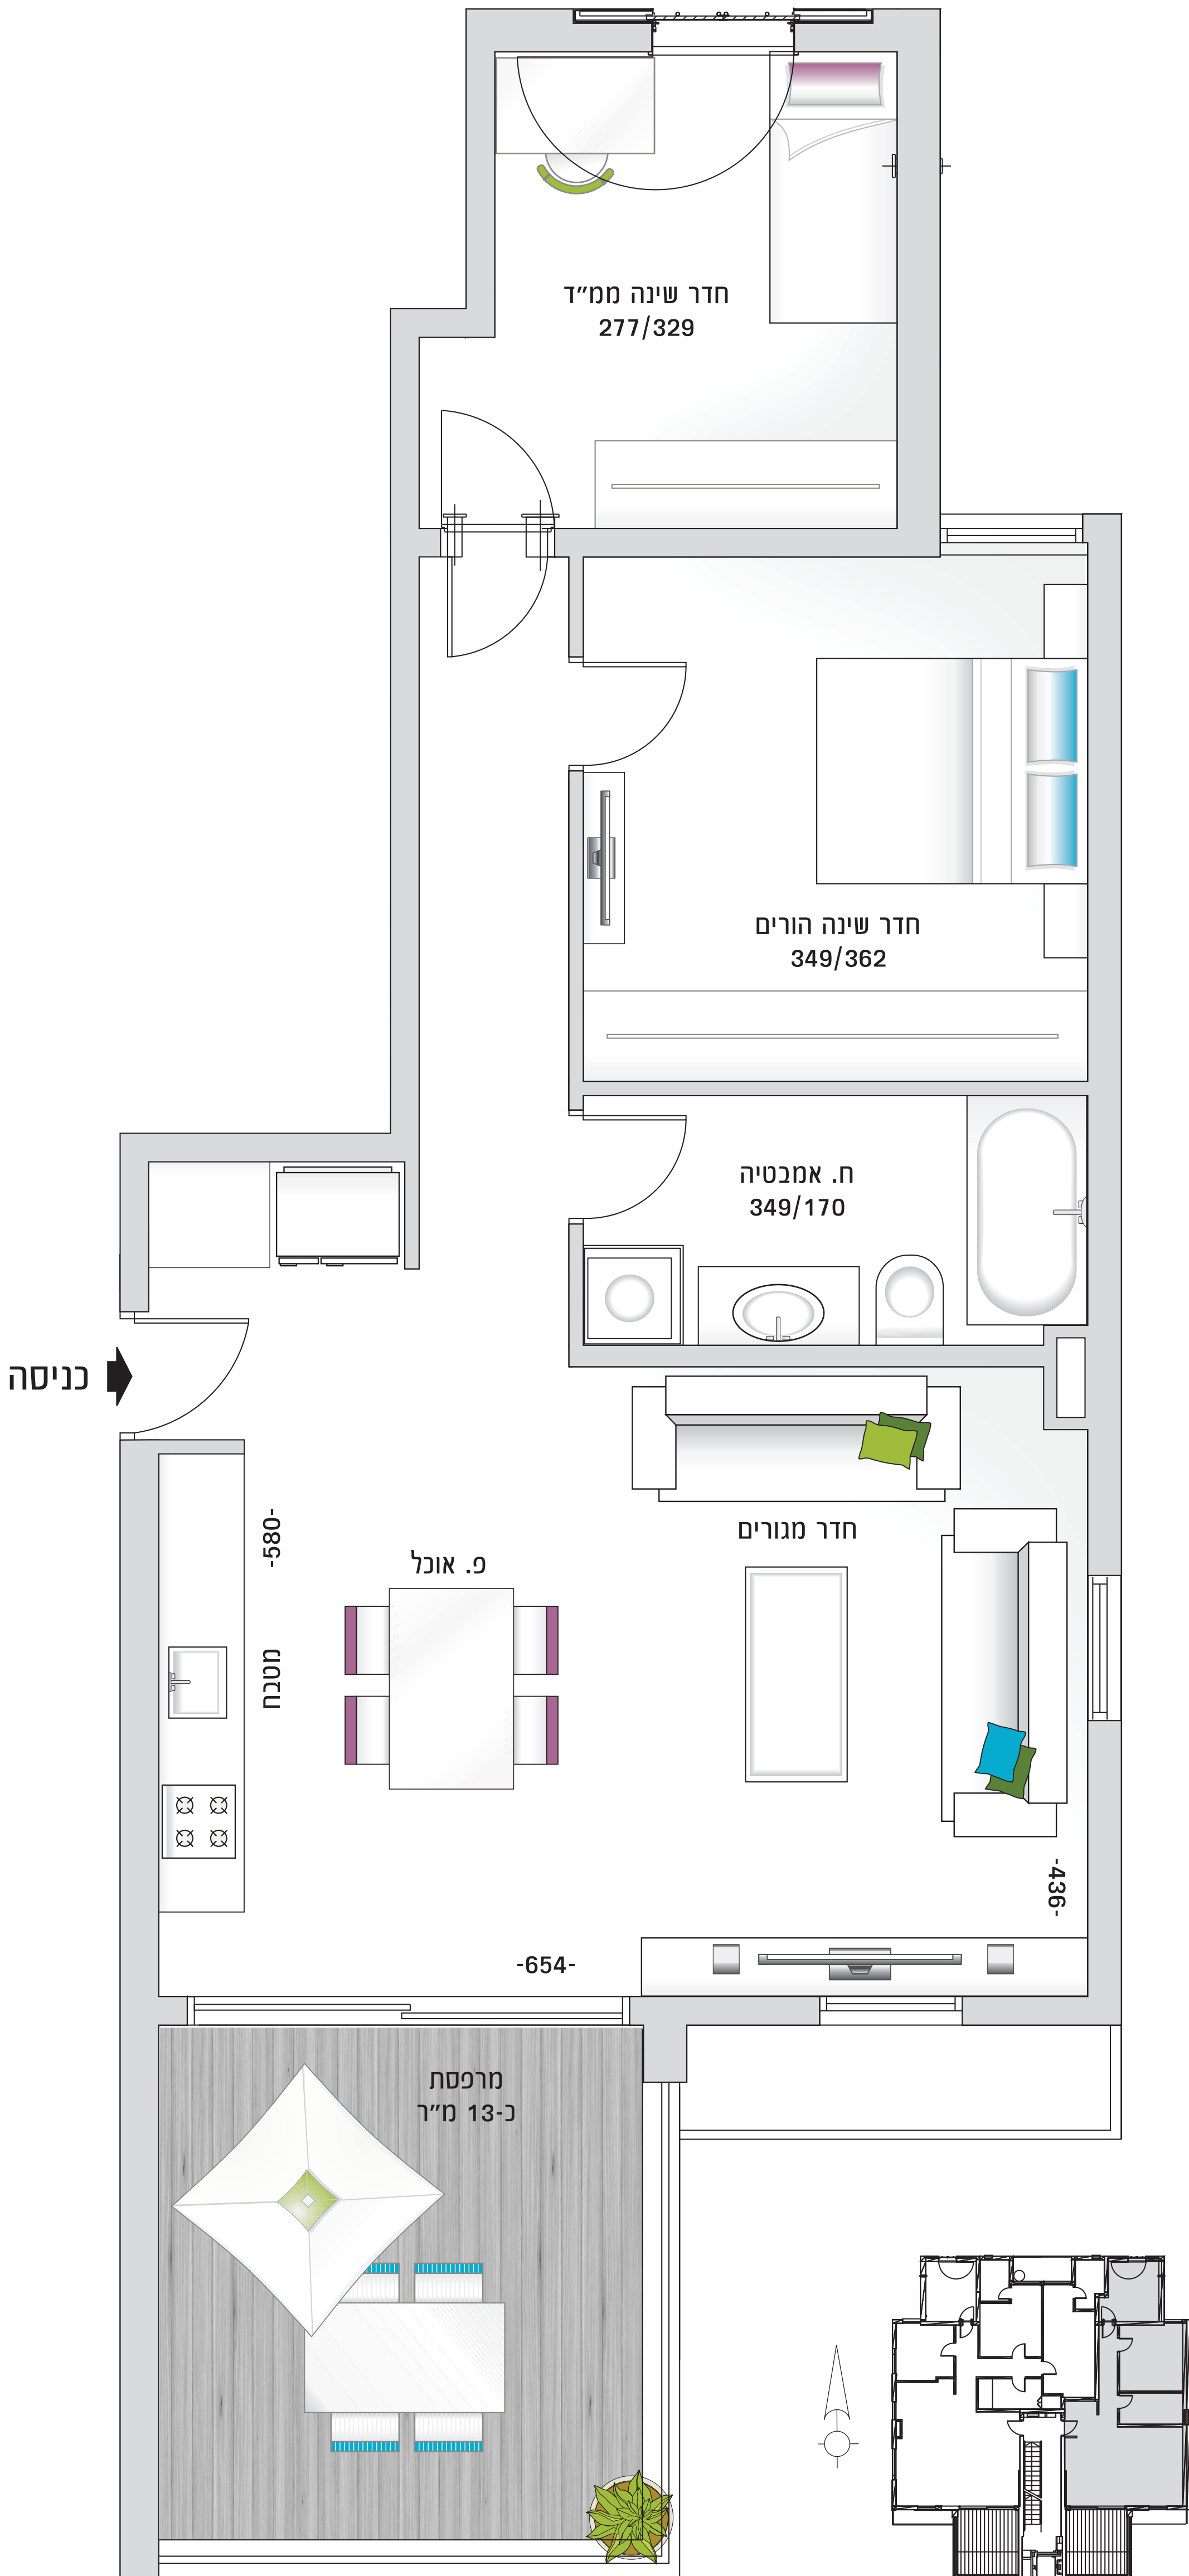 חדר שינה ממ״ד
277/329
חדר שינה הורים
349/362
ח. אמבטיה
349/170
כניסה
חדר מגורים
פ. אוכל
-580-
מטבח
-436-
-654-
מרפסת
כ-13 מ״ר